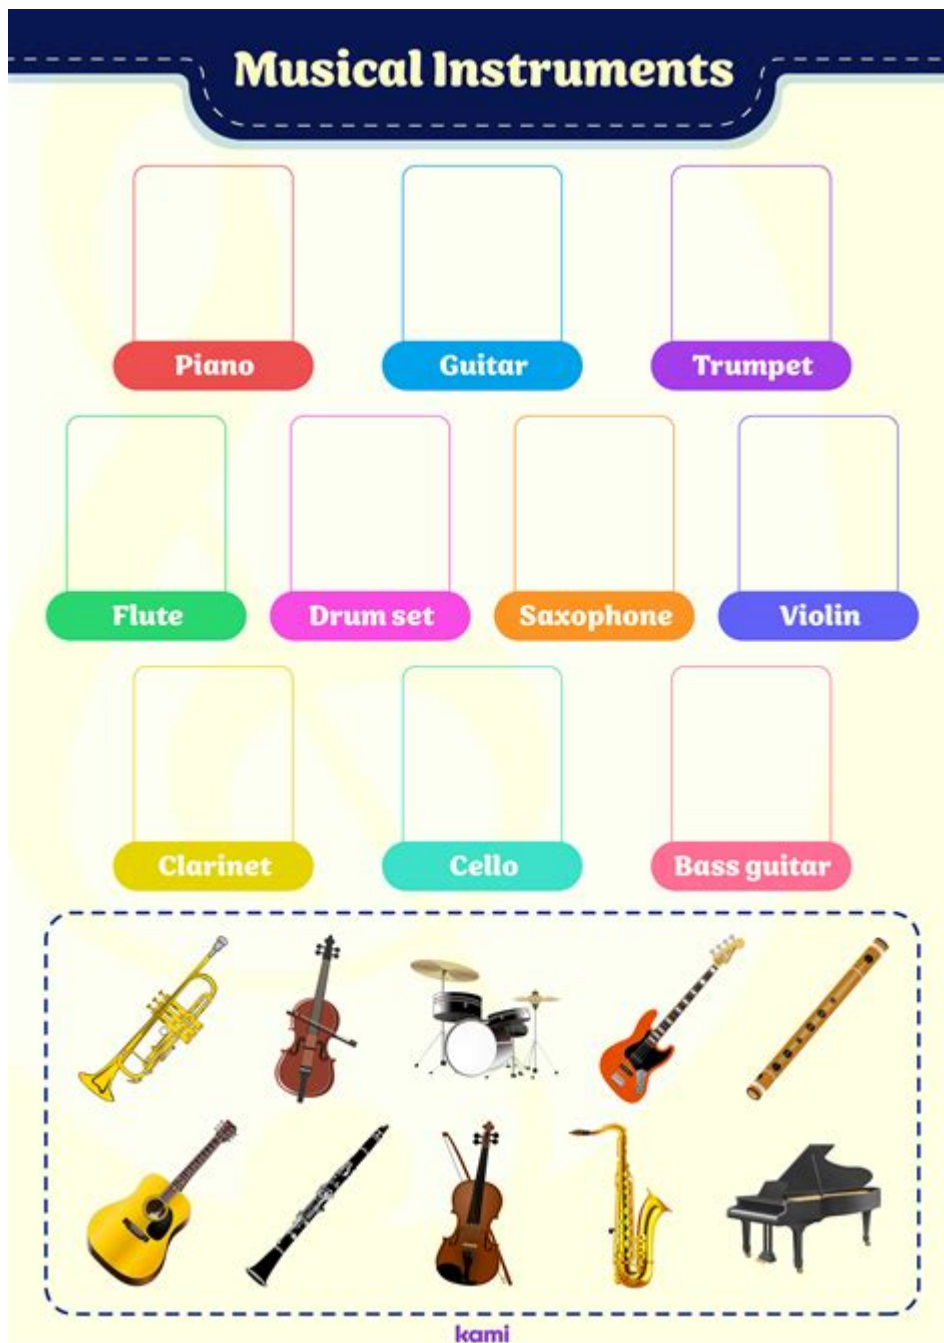 Musical Instruments
Piano
Guitar
Trumpet
Flute
Drum set
Saxophone
Violin
Clarinet
Cello
Bass guitar
kami